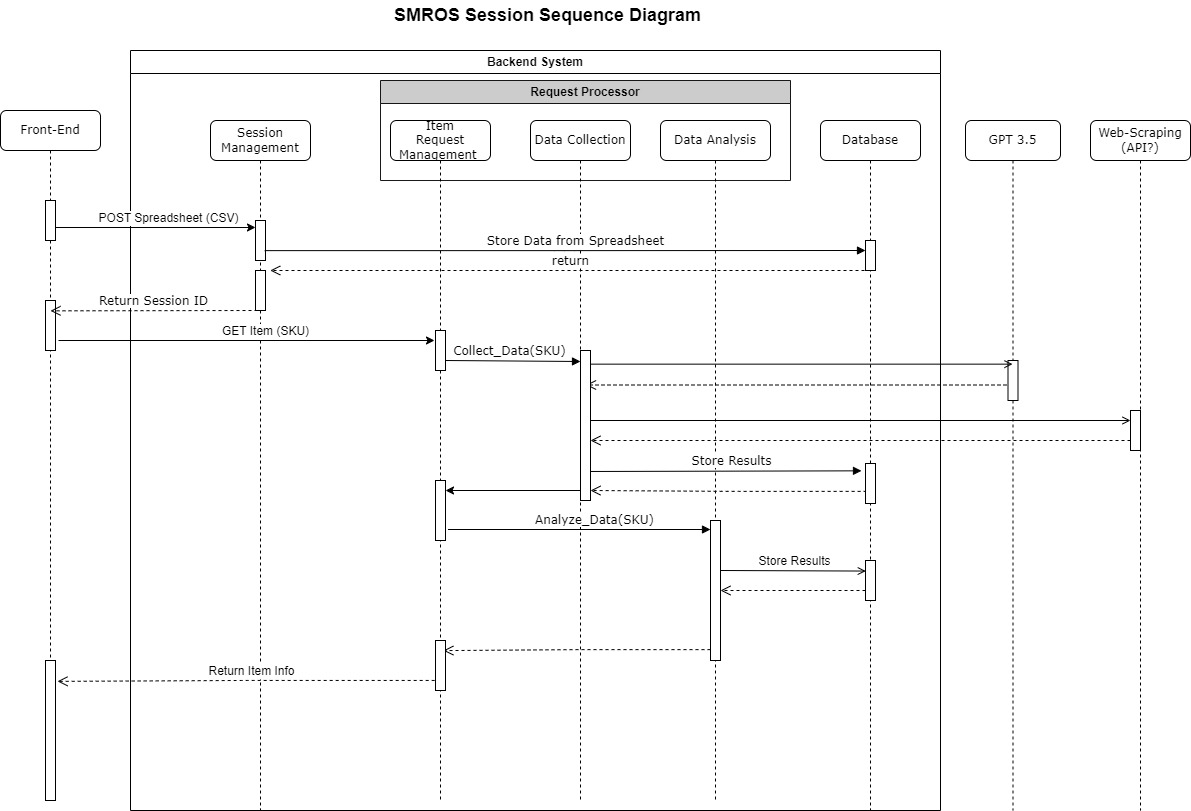 SMROS Session Sequence Diagram
Backend System
Request Processor
Front-End
Session
Management
Item
Request
Management
Data Collection
Data Analysis
Database
GPT 3.5
Web-Scraping
(API?)
POST Spreadsheet (CSV)
Store Data from Spreadsheet
return
Return Session ID
GET Item (SKU)
Collect_Data(SKU)
Store Results
Analyze_Data(SKU)
Store Results
Return Item Info